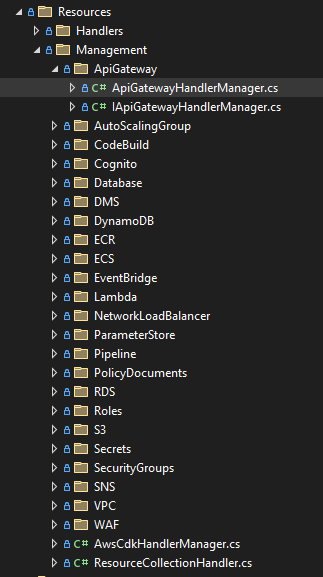 Resources
Handlers
Management
ApiGateway
C# ApiGatewayHandlerManager.cs
C# IApiGatewayHandlerManager.cs
AutoScalingGroup
CodeBuild
Cognito
Database
DMS
DynamoDB
ECR
ECS
EventBridge
Lambda
NetworkLoadBalancer
ParameterStore
Pipeline
PolicyDocuments
RDS
Roles
S3
Secrets
SecurityGroups
SNS
VPC
WAF
C# AwsCdkHandlerManager.cs
C# ResourceCollectionHandler.cs